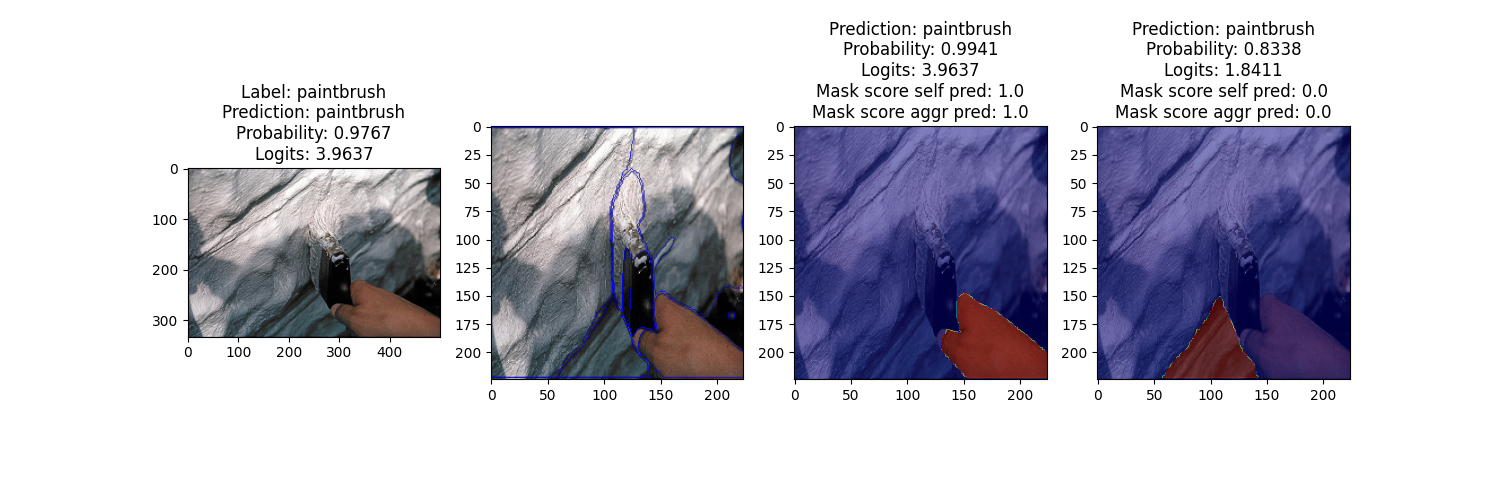 Label: paintbrush
Prediction: paintbrush
Probability: 0.9767
Logits: 3.9637
0
100
200
300
0 100 200 300 400
0
25
50
75
100
125
150
175
200
0 50 100 150 200
Prediction: paintbrush
Probability: 0.9941
Logits: 3.9637
Mask score self pred: 1.0
Mask score aggr pred: 1.0
0
25
50
75
100
125
150
175
200
0 50 100 150 200
Prediction: paintbrush
Probability: 0.8338
Logits: 1.8411
Mask score self pred: 0.0
Mask score aggr pred: 0.0
0
25
50
75
100
125
150
175
200
0 50 100 150 200